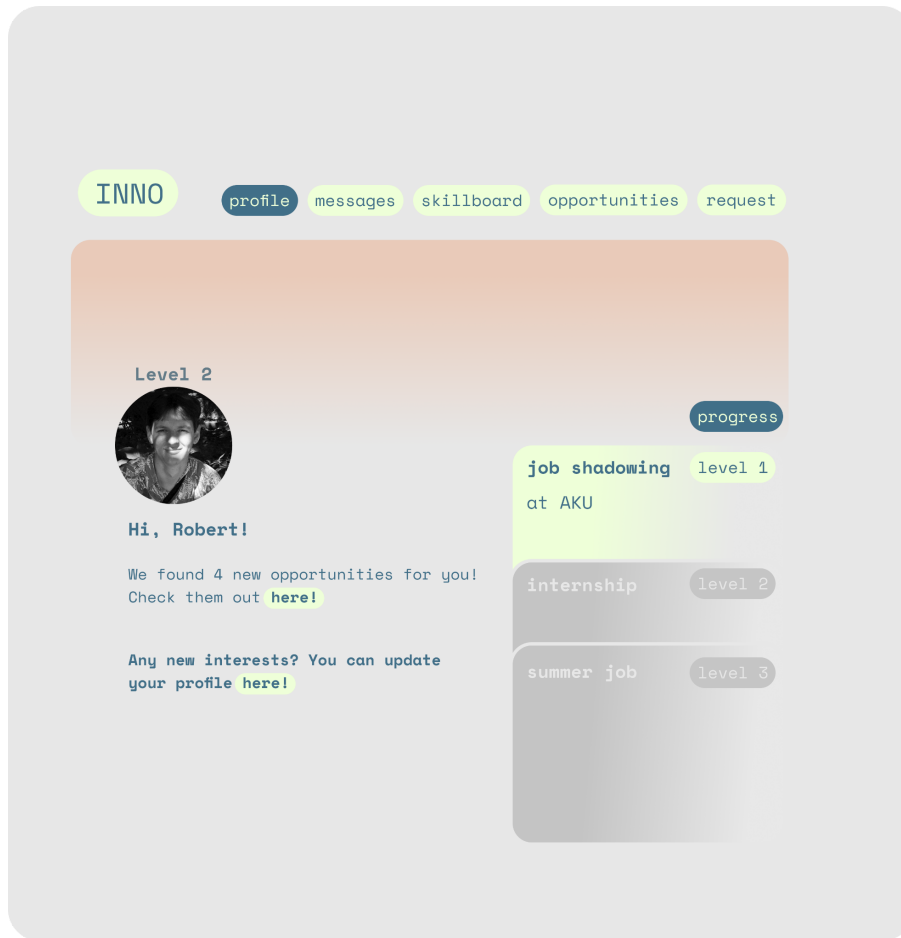 INNO
profile messages skillboard opportunities request
Level 2
progress
job shadowing level 1
at AKU
Hi, Robert!
We found 4 new opportunities for you!
Check them out here!
internship level 2
Any new interests? You can update
your profile here!
summer job level 3